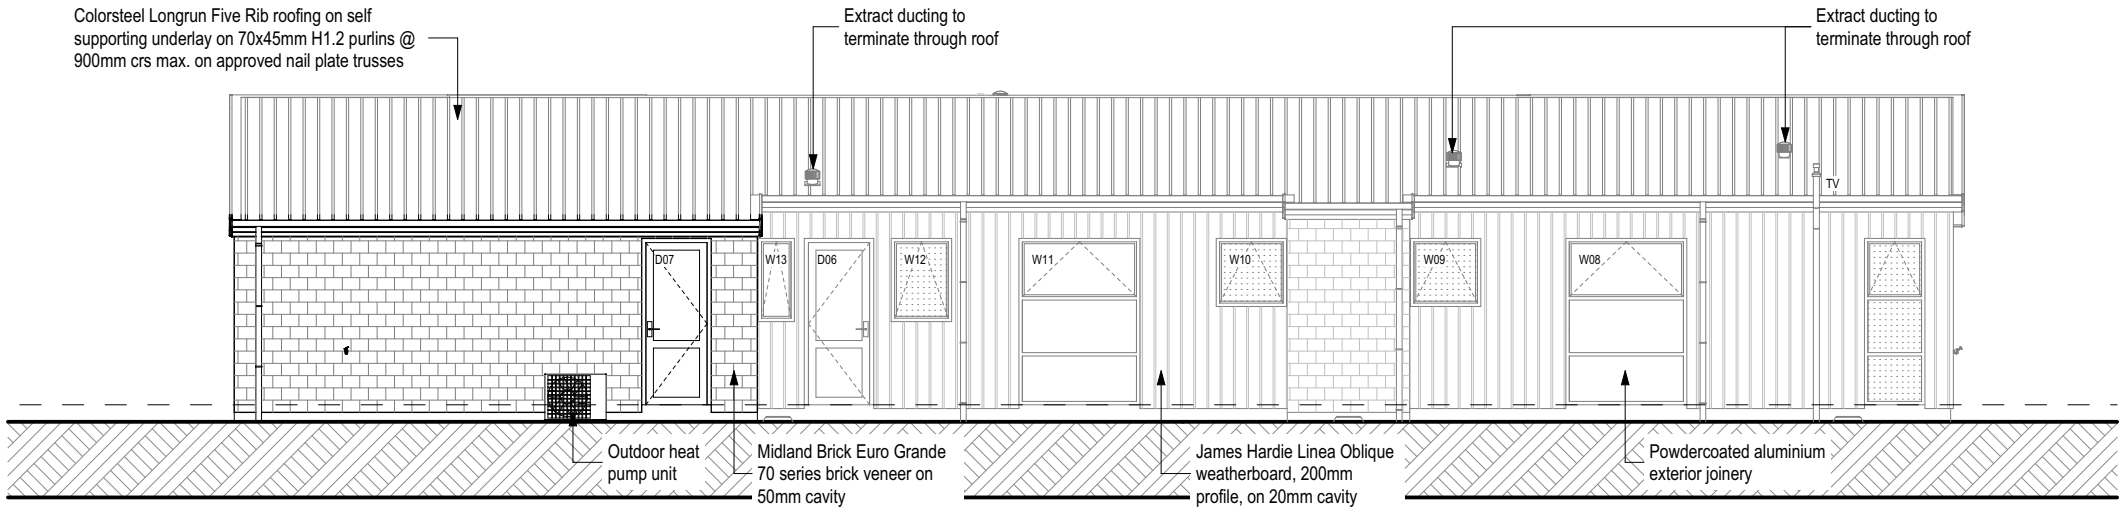 Colorsteel Longrun Five Rib roofing on self
supporting underlay on 70x45mm H1.2 purlins @
900mm crs max. on approved nail plate trusses
Extract ducting to
terminate through roof
Extract ducting to
terminate through roof
TV
D07
W13
D06
W12
W11
W10
W09
W08
Outdoor heat
pump unit
Midland Brick Euro Grande
70 series brick veneer on
50mm cavity
James Hardie Linea Oblique
weatherboard, 200mm
profile, on 20mm cavity
Powdercoated aluminium
exterior joinery